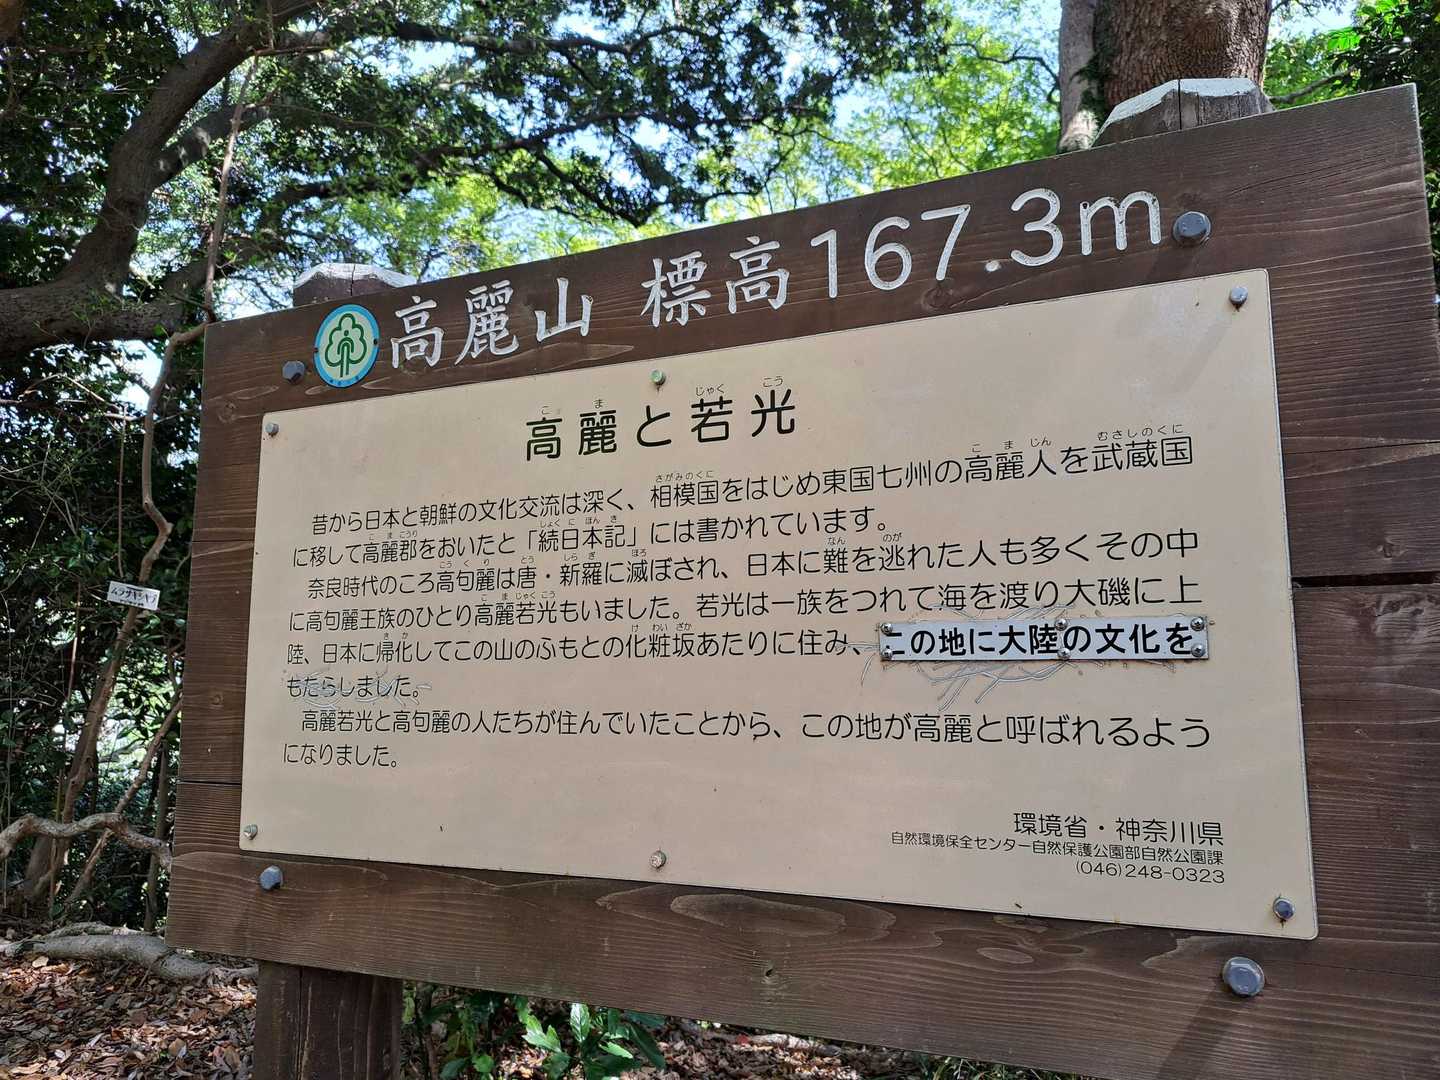 高麗山 標高167.3m
高麗と若光
昔から日本と朝鮮の文化交流は深く、相模国をはじめ東国七州の高麗人を武蔵国
に移して高麗郡をおいたと「続日本記」には書かれています。
奈良時代のころ高句麗は唐・新羅に滅ぼされ、日本に難を逃れた人も多くその中
に高句麗王族のひとり高麗若光もいました。若光は一族をつれて海を渡り大磯に上
陸、日本に帰化してこの山のふもとの化粧坂あたりに住み、この地に大陸の文化を
もたらしました。
高麗若光と高句麗の人たちが住んでいたことから、この地が高麗と呼ばれるよう
になりました。
環境省・神奈川県
自然環境保全センター自然保護公園部自然公園課
(046)248-0323
ムラサキシキブ